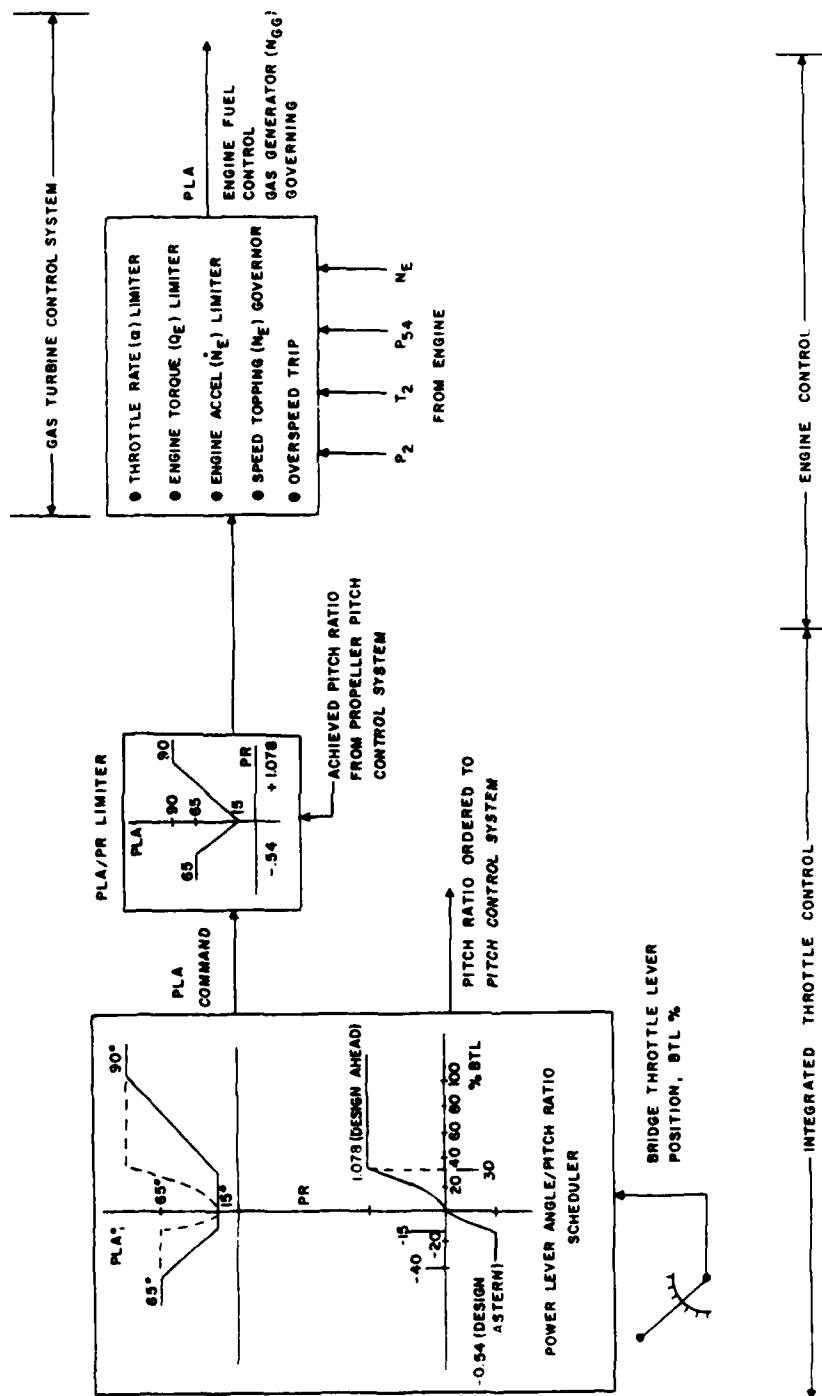 GAS TURBINE CONTROL SYSTEM
PLA/PR LIMITER
PLA
90
90
65
65
15
PR
-.54
+1.078
ACHIEVED PITCH RATIO
FROM PROPELLER PITCH
CONTROL SYSTEM
● THROTTLE RATE (α) LIMITER
● ENGINE TORQUE (QE) LIMITER
● ENGINE ACCEL (ṄE) LIMITER
● SPEED TOPPING (NE) GOVERNOR
● OVERSPEED TRIP
P2
T2
P54
NE
FROM ENGINE
PLA
ENGINE FUEL
CONTROL
GAS GENERATOR (NGG)
GOVERNING
PLA
COMMAND
PLA°
65°
65°
15°
90°
PR
1.078 (DESIGN AHEAD)
20 40 60 80 100
% BTL
30
-15
-20
-40
-0.54 (DESIGN
ASTERN)
POWER LEVER ANGLE/PITCH RATIO
SCHEDULER
PITCH RATIO ORDERED TO
PITCH CONTROL SYSTEM
BRIDGE THROTTLE LEVER
POSITION, BTL %
INTEGRATED THROTTLE CONTROL
ENGINE CONTROL